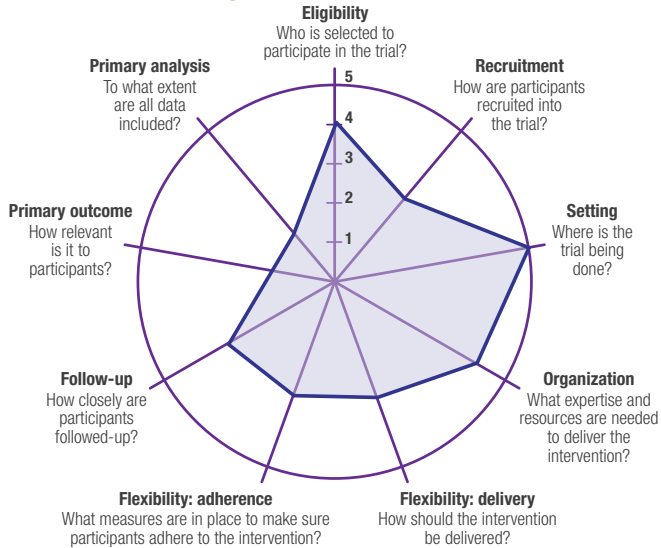 Eligibility
Who is selected to
participate in the trial?
Primary analysis
To what extent
are all data
included?
Recruitment
How are participants
recruited into
the trial?
5
4
3
2
1
Primary outcome
How relevant
is it to
participants?
Setting
Where is the
trial being
done?
Follow-up
How closely are
participants
followed-up?
Organization
What expertise and
resources are needed
to deliver the
intervention?
Flexibility: adherence
What measures are in place to make sure
participants adhere to the intervention?
Flexibility: delivery
How should the intervention
be delivered?